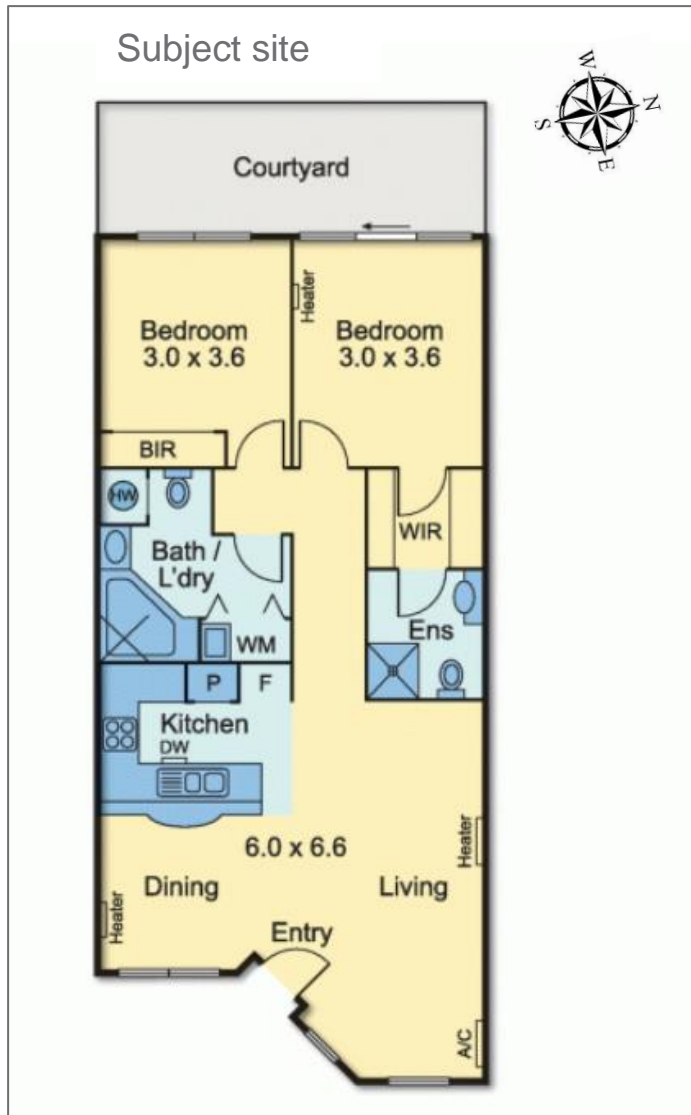 Subject site
W
N
S
E
Courtyard
Heater
Bedroom
3.0 x 3.6
Bedroom
3.0 x 3.6
BIR
HW
WIR
Bath /
L'dry
Ens
WM
P
F
Kitchen
DW
6.0 x 6.6
Heater
Dining
Living
Heater
Entry
A/C